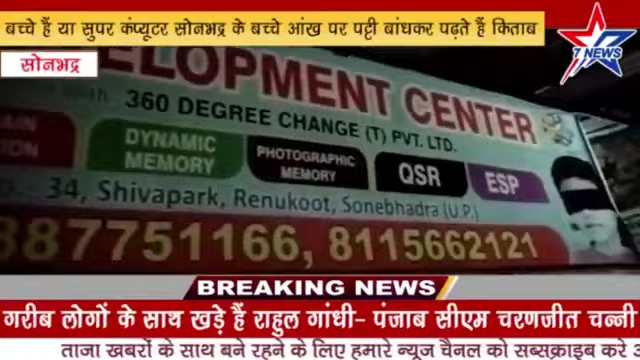 बच्चे हैं या सुपर कंप्यूटर सोनभद्र के बच्चे आंख पर पट्टी बांधकर पढ़ते हैं किताब
7 NEWS
सोनभद्र
ELOPMENT CENTER
360 DEGREE CHANGE (T) PVT. LTD.
DYNAMIC MEMORY
PHOTOGRAPHIC MEMORY
QSR
ESP
34, Shivapark, Renukoot, Sonebhadra (U.P.)
887751166, 8115662121
BREAKING NEWS
गरीब लोगों के साथ खड़े हैं राहुल गांधी- पंजाब सीएम चरणजीत चन्नी
ताजा खबरों के साथ बने रहने के लिए हमारे न्यूज चैनल को सब्सक्राइब करे